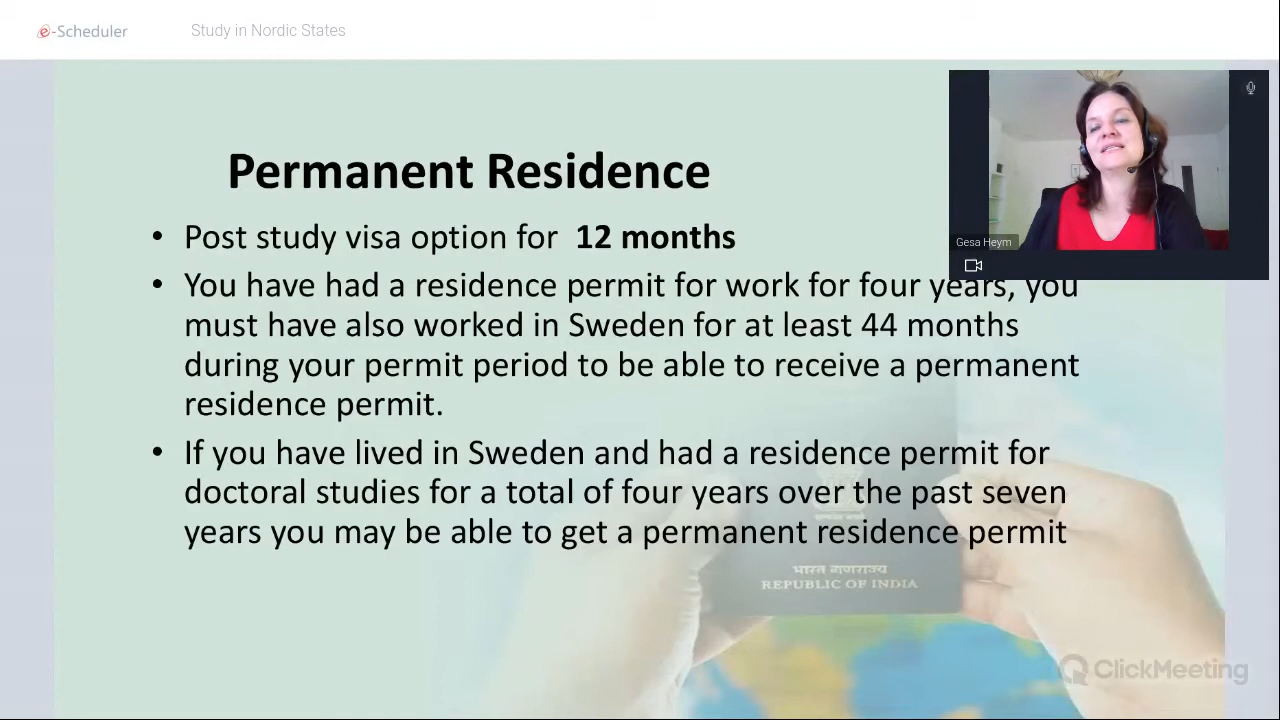 e-Scheduler
Study in Nordic States
Permanent Residence
Gesa Heym
• Post study visa option for 12 months
• You have had a residence permit for work for four years, you
must have also worked in Sweden for at least 44 months
during your permit period to be able to receive a permanent
residence permit.
• If you have lived in Sweden and had a residence permit for
doctoral studies for a total of four years over the past seven
years you may be able to get a permanent residence permit
भारत गणराज्य
REPUBLIC OF INDIA
ClickMeeting